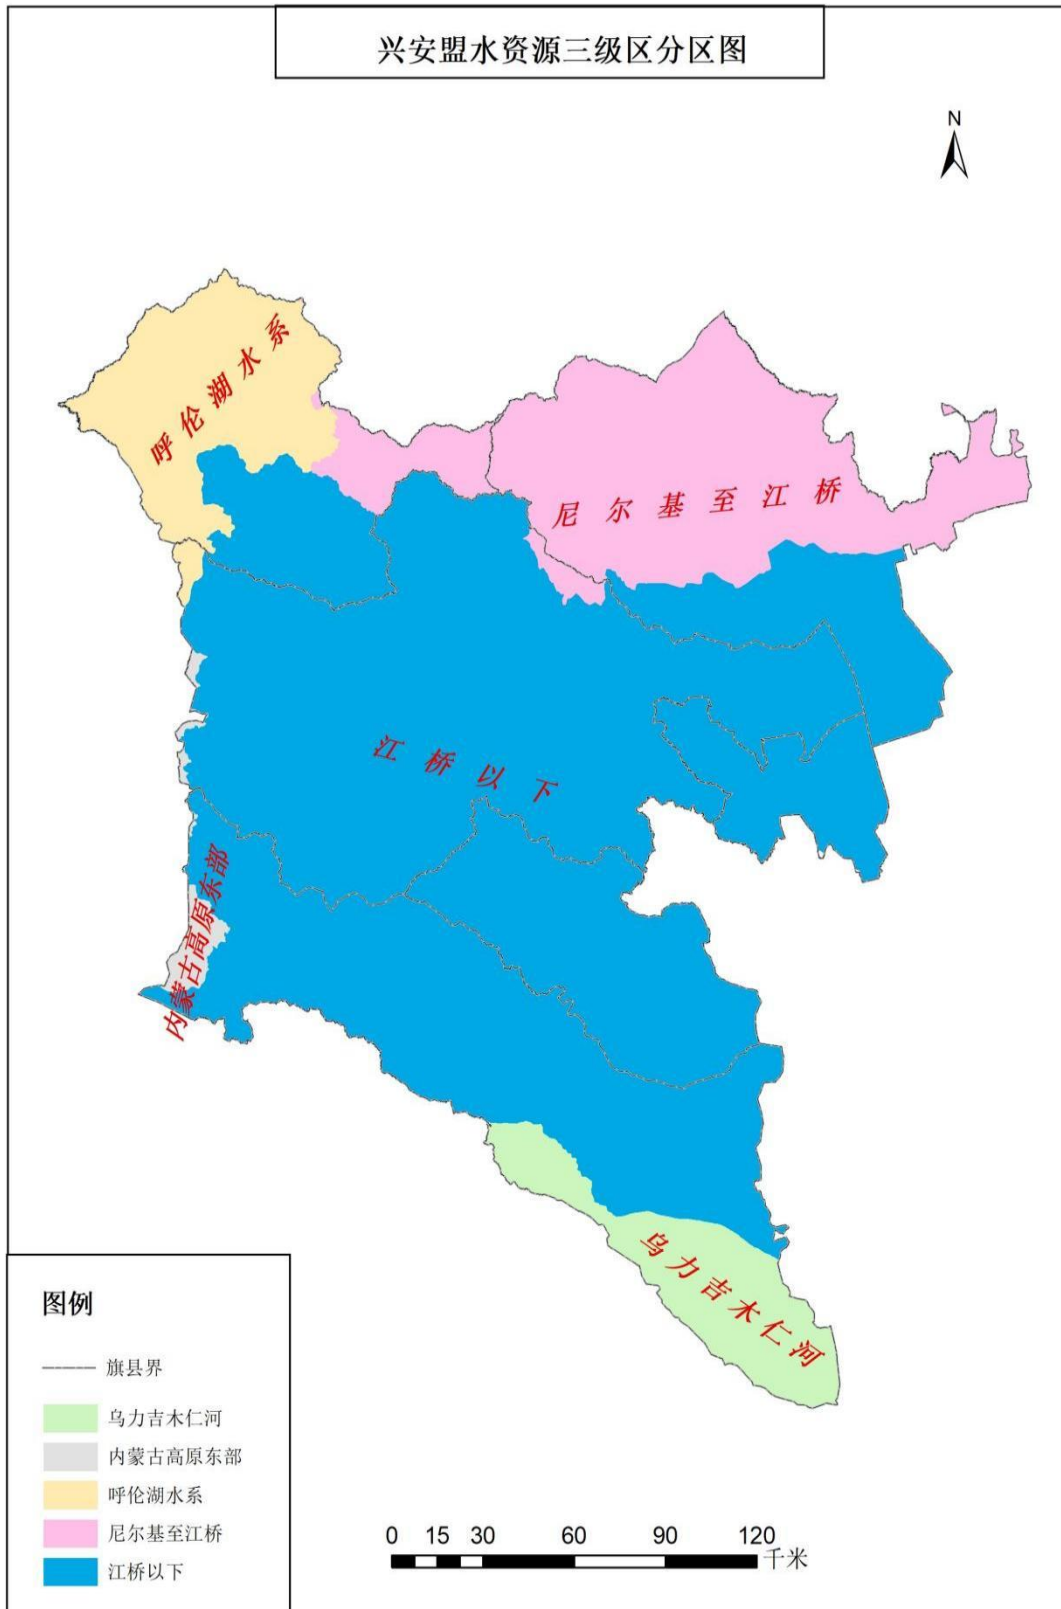 兴安盟水资源三级区分区图
N
呼伦湖水系
尼尔基至江桥
江桥以下
内蒙古高原东部
乌力吉木仁河
图例
旗县界
乌力吉木仁河
内蒙古高原东部
呼伦湖水系
尼尔基至江桥
江桥以下
0 15 30 60 90 120
千米